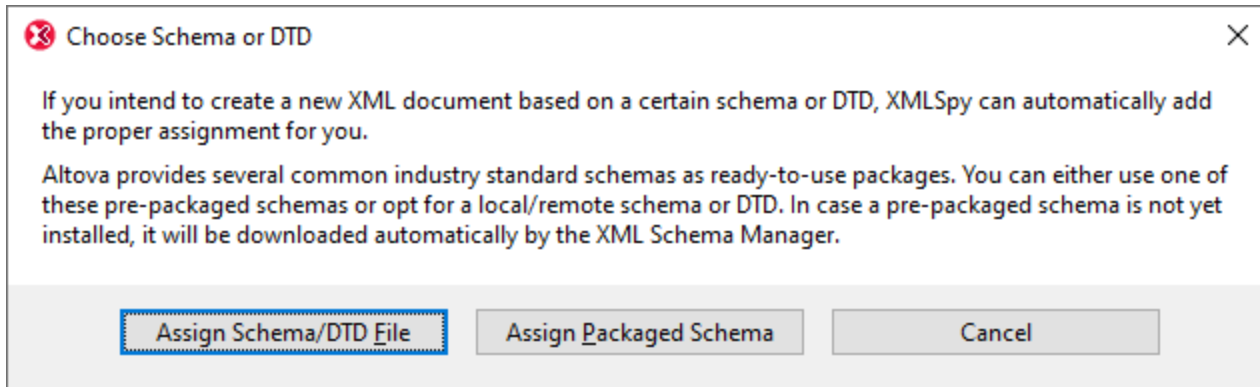 Choose Schema or DTD
If you intend to create a new XML document based on a certain schema or DTD, XMLSpy can automatically add
the proper assignment for you.
Altova provides several common industry standard schemas as ready-to-use packages. You can either use one of
these pre-packaged schemas or opt for a local/remote schema or DTD. In case a pre-packaged schema is not yet
installed, it will be downloaded automatically by the XML Schema Manager.
Assign Schema/DTD File
Assign Packaged Schema
Cancel